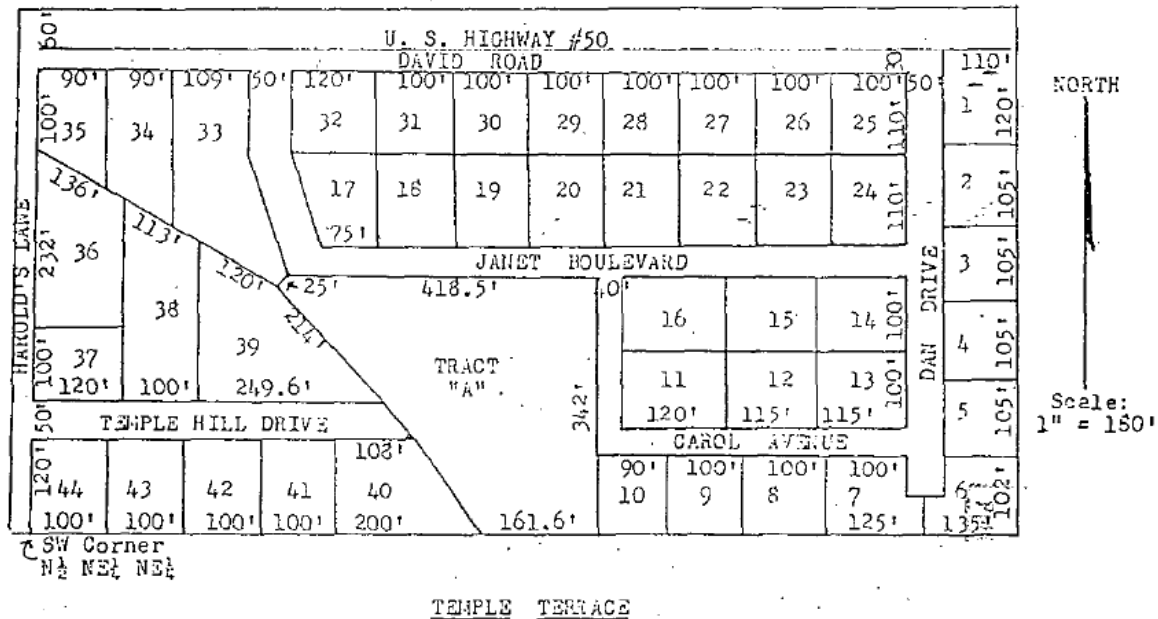 60'
U. S. HIGHWAY #50
DAVID ROAD
30
110'
90' 90' 109' 50' 120' 100' 100' 100' 100' 100' 100' 100' 50'
NORTH
100'
35 34 33 32 31 30 29 28 27 26 25 110' 1 120'
136'
17 18 19 20 21 22 23 24 110' 2 105'
75'
HAROLD'S LANE
232'
36
113'
120'
JANET BOULEVARD
DAN DRIVE
3 105'
25' 418.5' 40'
38
214'
16 15 14 100'
4 105'
37 100'
39
TRACT
"A"
342'
11 12 13 100'
120' 100' 249.6'
120' 115' 115'
5 105'
Scale:
1" = 180'
50'
TEMPLE HILL DRIVE
CAROL AVENUE
108'
90' 100' 100' 100'
120'
44 43 42 41 40
10 9 8 7
6 102'
100' 100' 100' 100' 200' 161.6' 125' 135'
SW Corner
N½ NE¼ NE¼
TEMPLE TERRACE